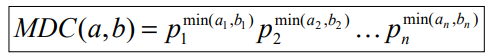 MDC(a,b) = p₁^min(a₁,b₁) p₂^min(a₂,b₂) … pₙ^min(aₙ,bₙ)